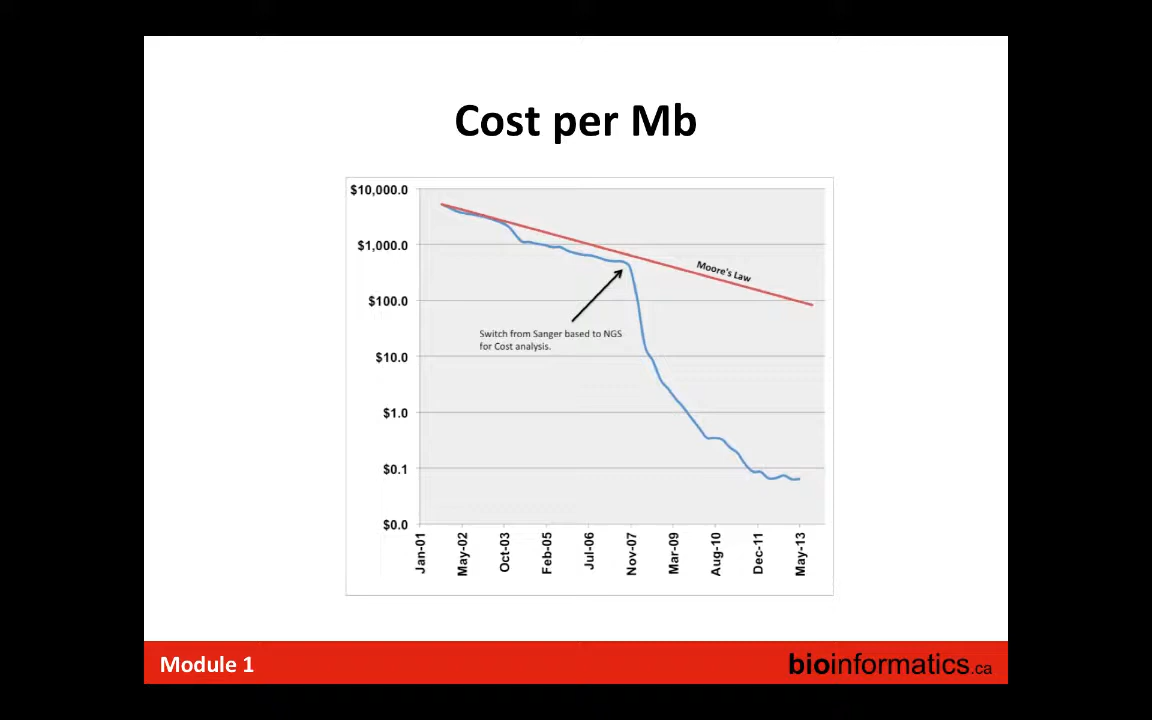 Cost per Mb
$10,000.0
$1,000.0
$100.0
$10.0
$1.0
$0.1
$0.0
Moore's Law
Switch from Sanger based to NGS
for Cost analysis.
Jan-01
May-02
Oct-03
Feb-05
Jul-06
Nov-07
Mar-09
Aug-10
Dec-11
May-13
Module 1
bioinformatics.ca